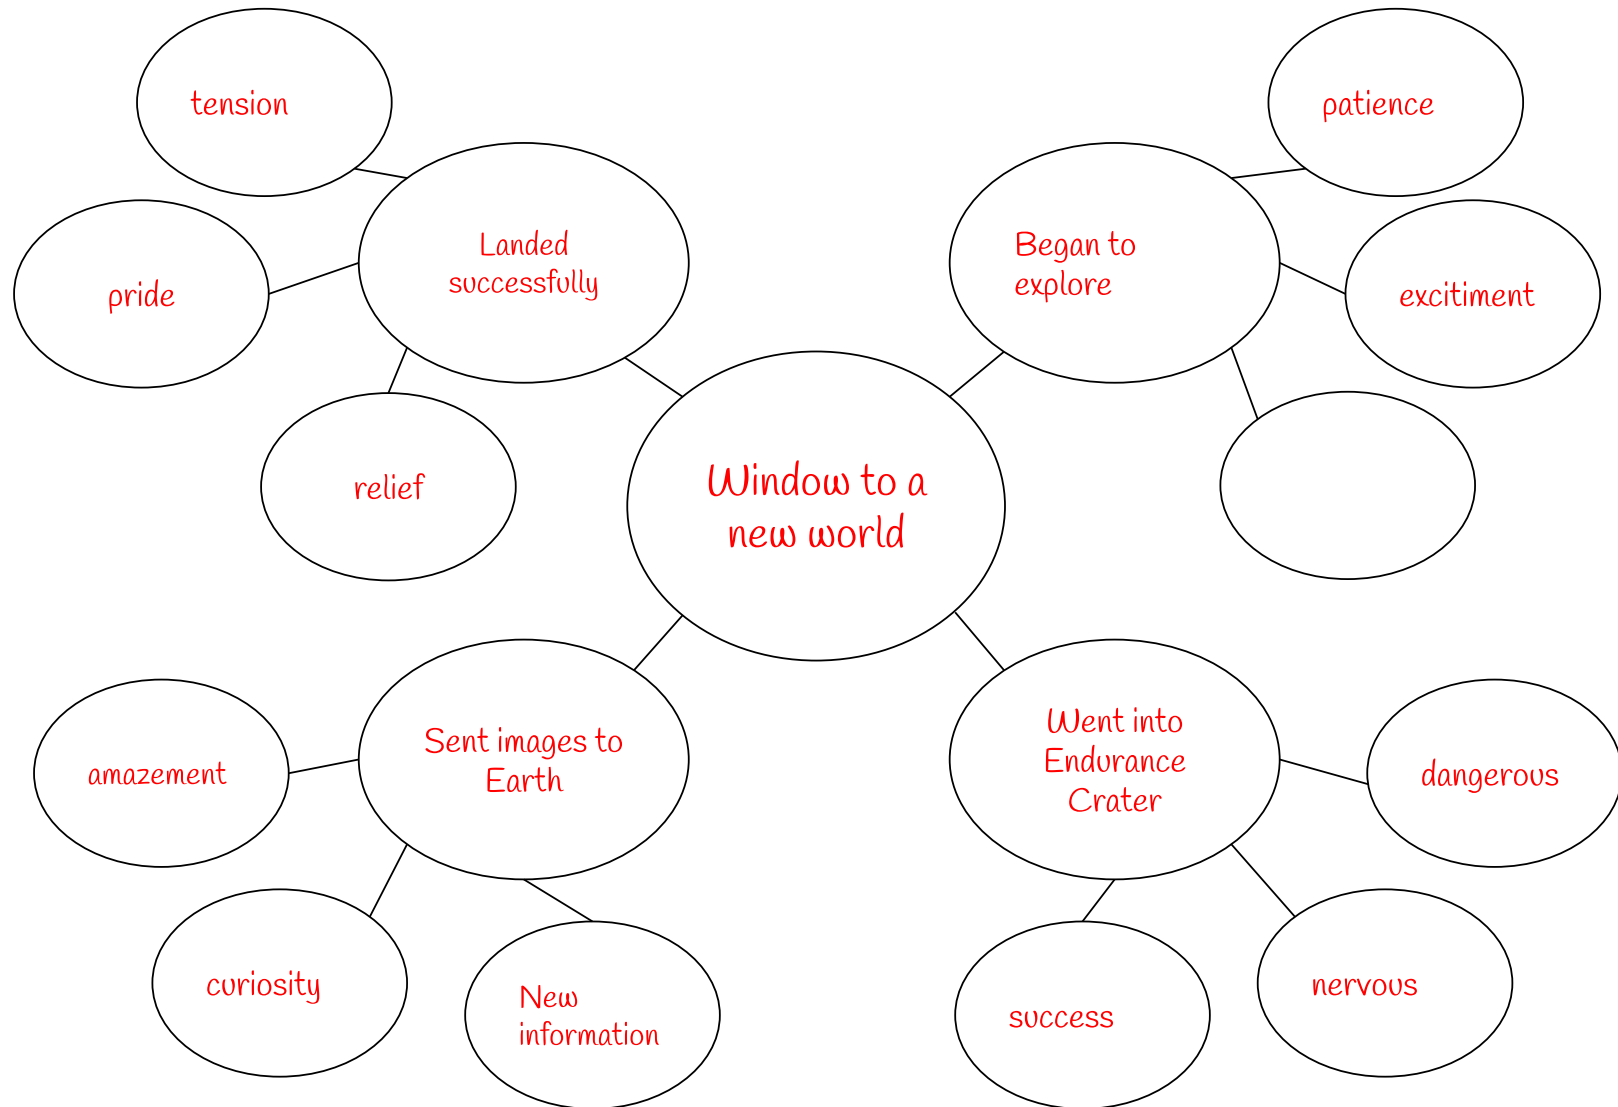 tension
pride
Landed
successfully
relief
patience
Began to
explore
excitiment
Window to a
new world
amazement
Sent images to
Earth
curiosity
New
information
Went into
Endurance
Crater
dangerous
nervous
success